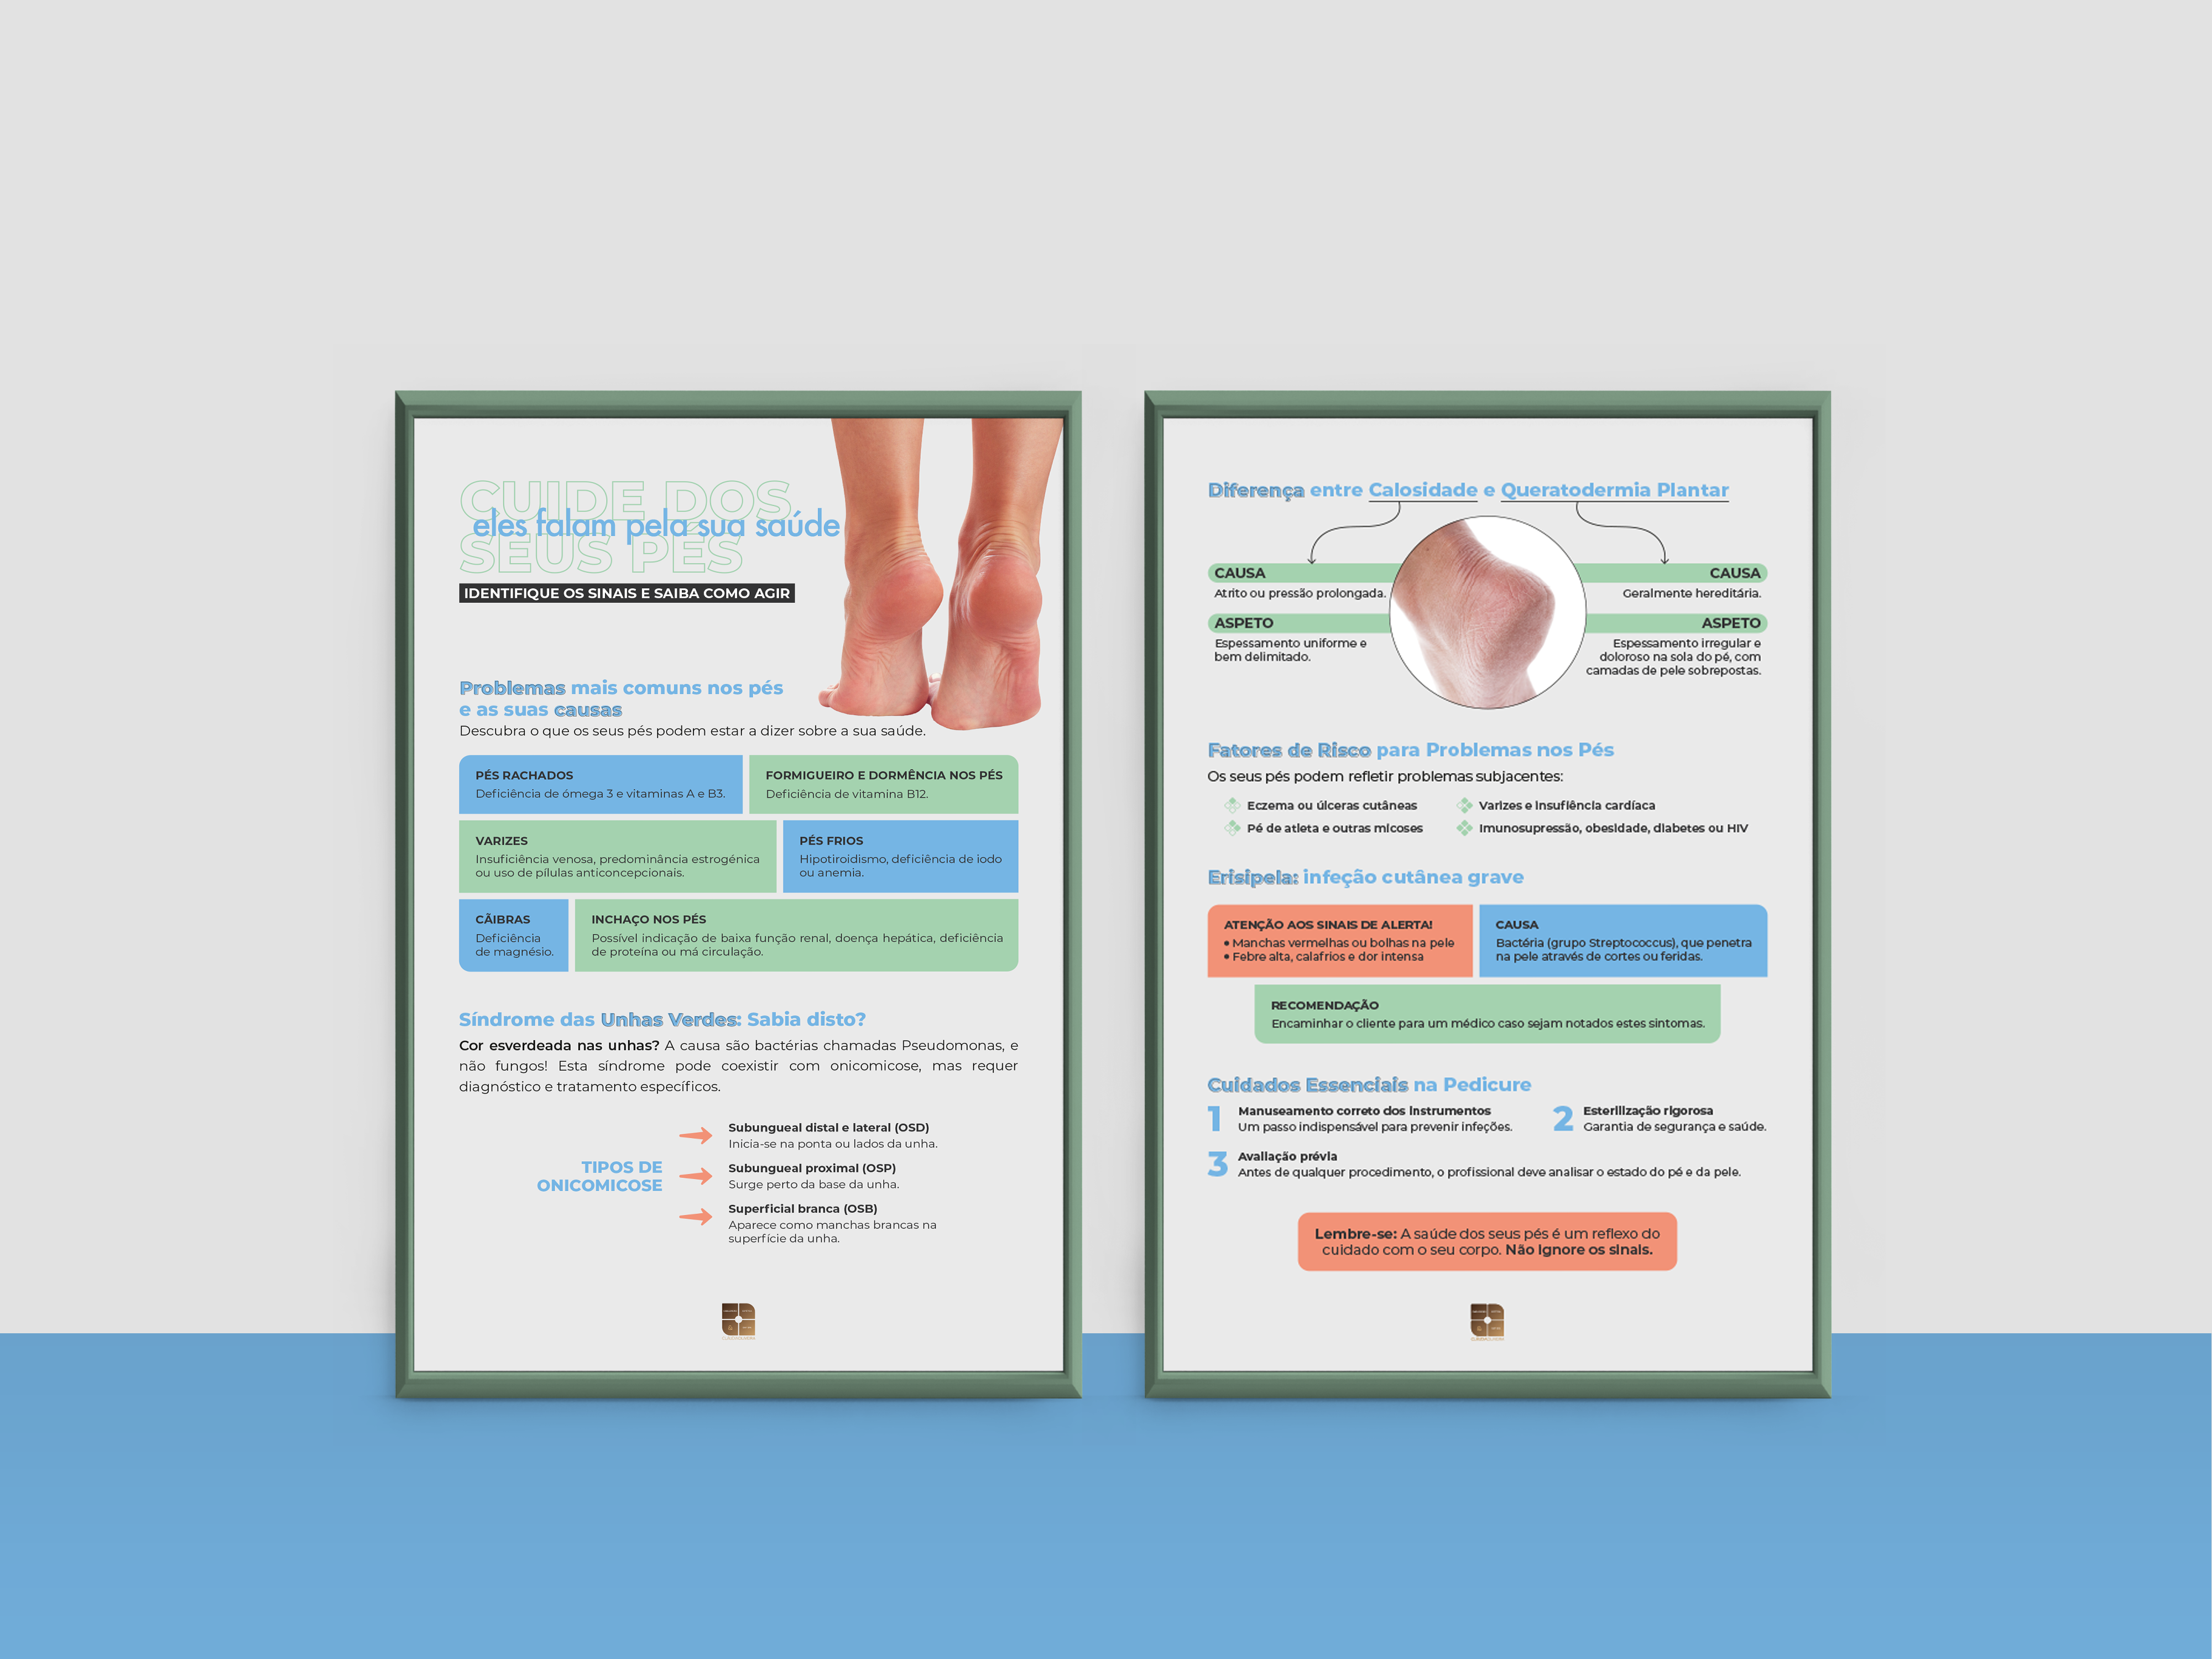 CUIDE DOS
eles falam pela sua saúde
SEUS PÉS
IDENTIFIQUE OS SINAIS E SAIBA COMO AGIR
Problemas mais comuns nos pés
e as suas causas
Descubra o que os seus pés podem estar a dizer sobre a sua saúde.
PÉS RACHADOS
Deficiência de ómega 3 e vitaminas A e B3.
FORMIGUEIRO E DORMÊNCIA NOS PÉS
Deficiência de vitamina B12.
VARIZES
Insuficiência venosa, predominância estrogénica
ou uso de pílulas anticoncepcionais.
PÉS FRIOS
Hipotiroidismo, deficiência de iodo
ou anemia.
CÃIBRAS
Deficiência
de magnésio.
INCHAÇO NOS PÉS
Possível indicação de baixa função renal, doença hepática, deficiência
de proteína ou má circulação.
Síndrome das Unhas Verdes: Sabia disto?
Cor esverdeada nas unhas? A causa são bactérias chamadas Pseudomonas, e
não fungos! Esta síndrome pode coexistir com onicomicose, mas requer
diagnóstico e tratamento específicos.
TIPOS DE
ONICOMICOSE
Subungueal distal e lateral (OSD)
Inicia-se na ponta ou lados da unha.
Subungueal proximal (OSP)
Surge perto da base da unha.
Superficial branca (OSB)
Aparece como manchas brancas na
superfície da unha.
Diferença entre Calosidade e Queratodermia Plantar
CAUSA
Atrito ou pressão prolongada.
ASPETO
Espessamento uniforme e
bem delimitado.
CAUSA
Geralmente hereditária.
ASPETO
Espessamento irregular e
doloroso na sola do pé, com
camadas de pele sobrepostas.
Fatores de Risco para Problemas nos Pés
Os seus pés podem refletir problemas subjacentes:
Eczema ou úlceras cutâneas
Varizes e insufiência cardíaca
Pé de atleta e outras micoses
Imunosupressão, obesidade, diabetes ou HIV
Erisipela: infeção cutânea grave
ATENÇÃO AOS SINAIS DE ALERTA!
• Manchas vermelhas ou bolhas na pele
• Febre alta, calafrios e dor intensa
CAUSA
Bactéria (grupo Streptococcus), que penetra
na pele através de cortes ou feridas.
RECOMENDAÇÃO
Encaminhar o cliente para um médico caso sejam notados estes sintomas.
Cuidados Essenciais na Pedicure
1 Manuseamento correto dos instrumentos
Um passo indispensável para prevenir infeções.
2 Esterilização rigorosa
Garantia de segurança e saúde.
3 Avaliação prévia
Antes de qualquer procedimento, o profissional deve analisar o estado do pé e da pele.
Lembre-se: A saúde dos seus pés é um reflexo do
cuidado com o seu corpo. Não ignore os sinais.